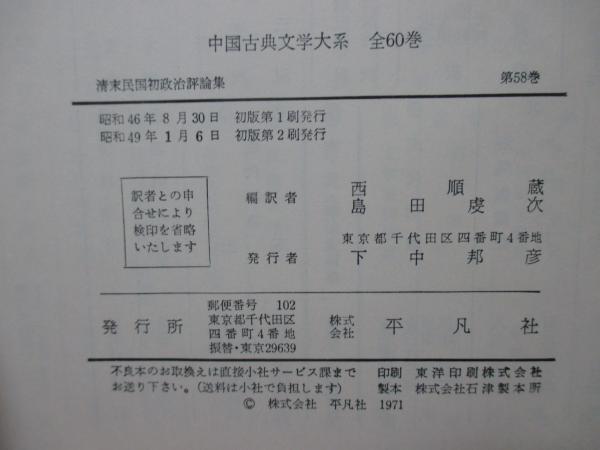 中国古典文学大系　全60巻
清末民国初政治評論集　第58巻
昭和46年8月30日　初版第1刷発行
昭和49年1月6日　初版第2刷発行
訳者との申
合せにより
検印を省略
いたします
編訳者
西順蔵
島田虔次
東京都千代田区四番町4番地
発行者　下中邦彦
発行所
郵便番号　102
東京都千代田区
四番町4番地
振替・東京29639
株式
会社
平凡社
不良本のお取換えは直接小社サービス課まで
お送り下さい。（送料は小社で負担します）
印刷　東洋印刷株式会社
製本　株式会社石津製本所
©　株式会社　平凡社　1971